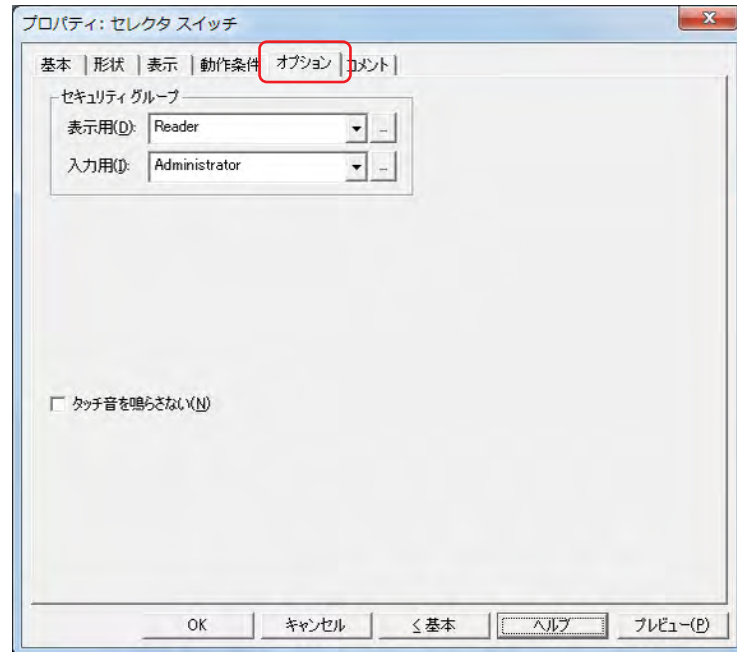 プロパティ: セレクタ スイッチ
基本 形状 表示 動作条件 オプション コメント
セキュリティ グループ
表示用(D): Reader ...
入力用(I): Administrator ...
タッチ音を鳴らさない(N)
OK キャンセル < 基本 ヘルプ プレビュー(P)